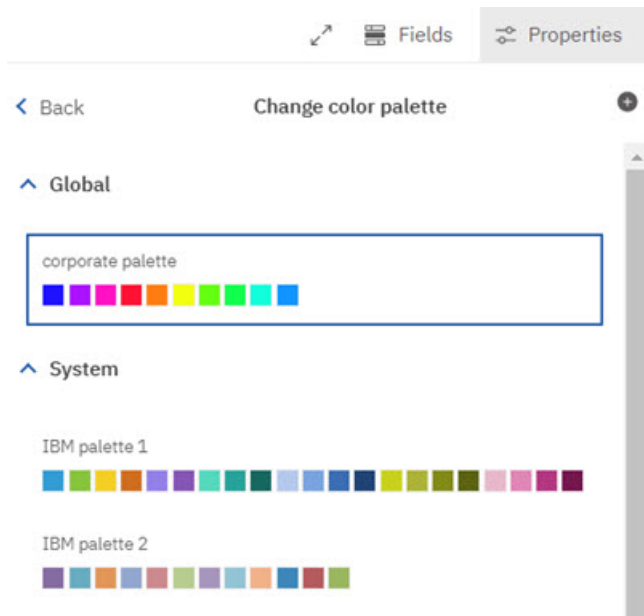 Fields Properties
Back Change color palette
Global
corporate palette
System
IBM palette 1
IBM palette 2